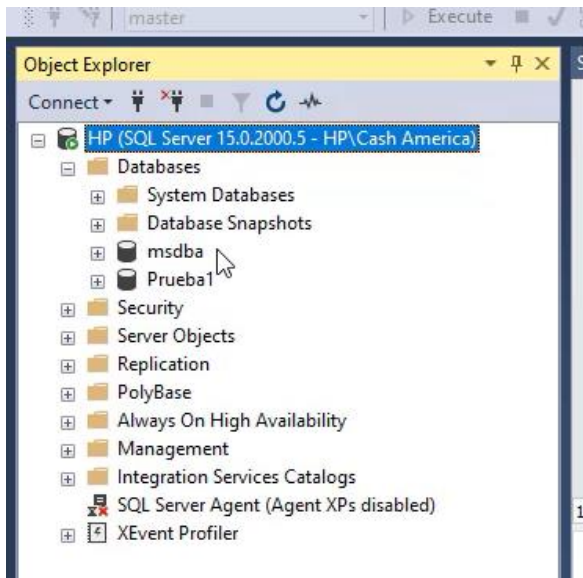 master
Execute
Object Explorer
Connect
HP (SQL Server 15.0.2000.5 - HP\Cash America)
Databases
System Databases
Database Snapshots
msdba
Prueba1
Security
Server Objects
Replication
PolyBase
Always On High Availability
Management
Integration Services Catalogs
SQL Server Agent (Agent XPs disabled)
XEvent Profiler